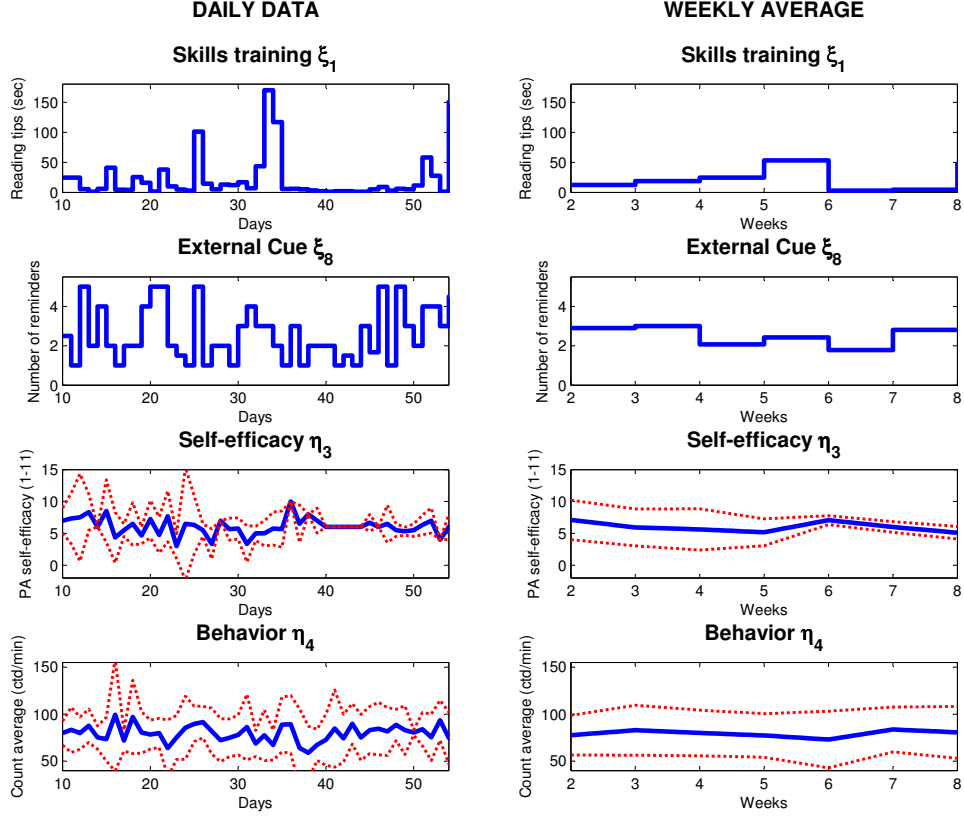 DAILY DATA
WEEKLY AVERAGE
Skills training ξ1
Reading tips (sec)
150
100
50
0
10 20 30 40 50
Days
Skills training ξ1
Reading tips (sec)
150
100
50
0
2 3 4 5 6 7 8
Weeks
External Cue ξ8
Number of reminders
4
2
0
10 20 30 40 50
Days
External Cue ξ8
Number of reminders
4
2
0
2 3 4 5 6 7 8
Weeks
Self-efficacy η3
PA self-efficacy (1-11)
15
10
5
0
10 20 30 40 50
Days
Self-efficacy η3
PA self-efficacy (1-11)
15
10
5
0
2 3 4 5 6 7 8
Weeks
Behavior η4
Count average (ctd/min)
150
100
50
10 20 30 40 50
Days
Behavior η4
Count average (ctd/min)
150
100
50
2 3 4 5 6 7 8
Weeks